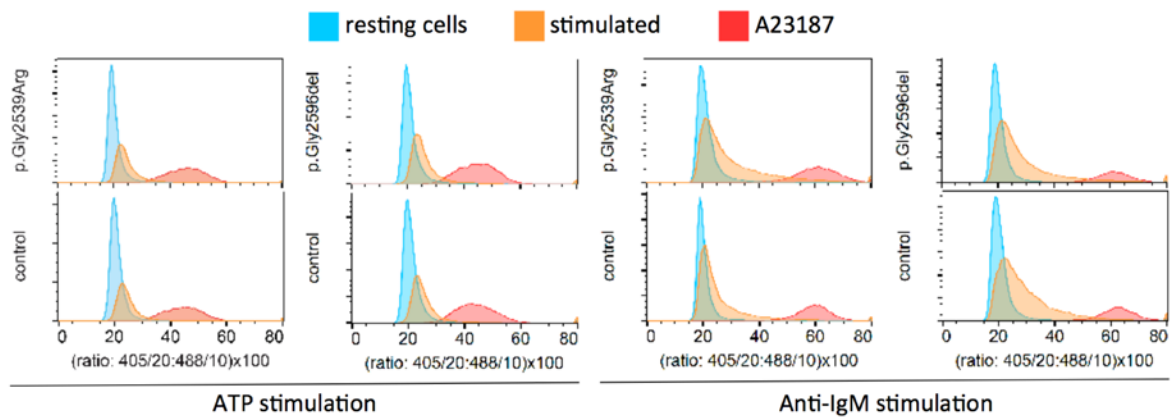 resting cells stimulated A23187
p.Gly2539Arg
p.Gly2596del
p.Gly2539Arg
p.Gly2596del
control
control
control
control
0 20 40 60 80 0 20 40 60 80 0 20 40 60 80 0 20 40 60 80
(ratio: 405/20:488/10)x100 (ratio: 405/20:488/10)x100 (ratio: 405/20:488/10)x100 (ratio: 405/20:488/10)x100
ATP stimulation Anti-IgM stimulation